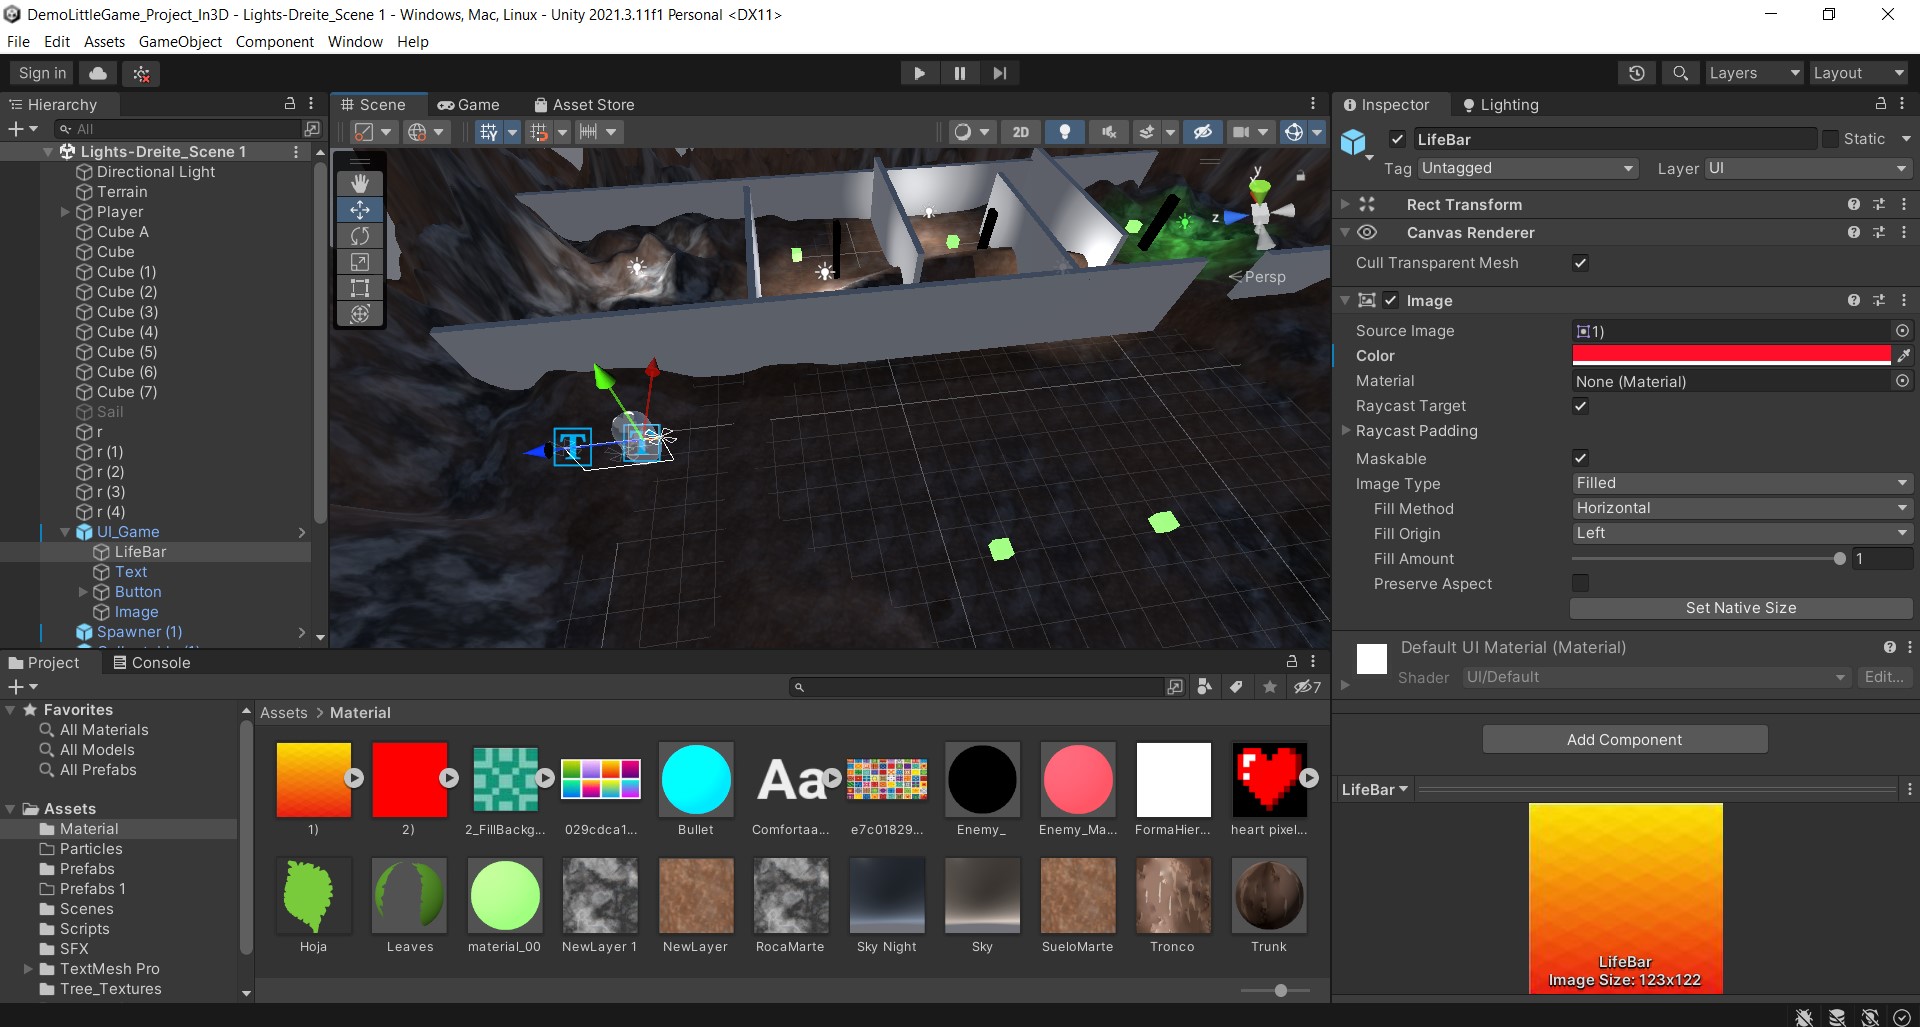 DemoLittleGame_Project_In3D - Lights-Dreite_Scene 1 - Windows, Mac, Linux - Unity 2021.3.11f1 Personal <DX11>
File Edit Assets GameObject Component Window Help
Sign in
Layers
Layout
Hierarchy
All
Lights-Dreite_Scene 1
Directional Light
Terrain
Player
Cube A
Cube
Cube (1)
Cube (2)
Cube (3)
Cube (4)
Cube (5)
Cube (6)
Cube (7)
Sail
r
r (1)
r (2)
r (3)
r (4)
UI_Game
LifeBar
Text
Button
Image
Spawner (1)
Scene
Game
Asset Store
2D
y
z
Persp
T
Inspector
Lighting
LifeBar
Static
Tag Untagged
Layer UI
Rect Transform
Canvas Renderer
Cull Transparent Mesh
Image
Source Image 1)
Color
Material None (Material)
Raycast Target
Raycast Padding
Maskable
Image Type Filled
Fill Method Horizontal
Fill Origin Left
Fill Amount 1
Preserve Aspect
Set Native Size
Default UI Material (Material)
Shader UI/Default Edit...
Add Component
LifeBar
LifeBar
Image Size: 123x122
Project
Console
7
Favorites
All Materials
All Models
All Prefabs
Assets
Material
Particles
Prefabs
Prefabs 1
Scenes
Scripts
SFX
TextMesh Pro
Tree_Textures
Assets > Material
Aa
1)
2)
2_FillBackg...
029cdca1...
Bullet
Comfortaa...
e7c01829...
Enemy_
Enemy_Ma...
FormaHier...
heart pixel...
Hoja
Leaves
material_00
NewLayer 1
NewLayer
RocaMarte
Sky Night
Sky
SueloMarte
Tronco
Trunk